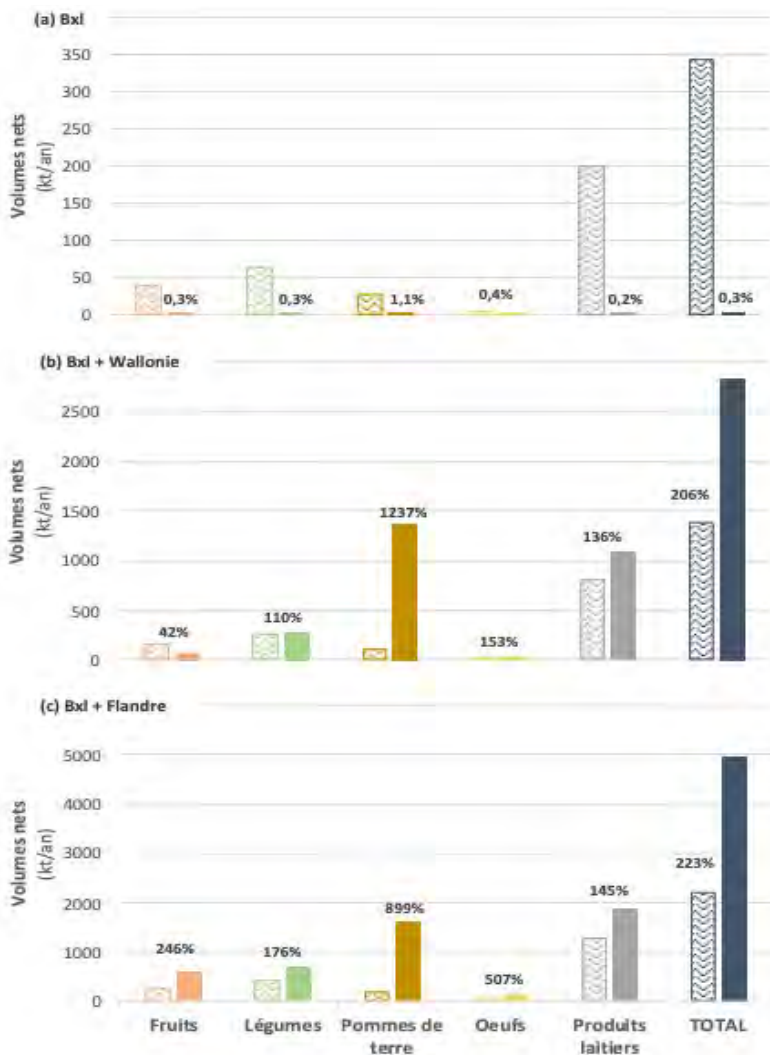 (a) Bxl
Volumes nets
(kt/an)
350
300
250
200
150
100
50
0
0,3%
0,3%
1,1%
0,4%
0,2%
0,3%
(b) Bxl + Wallonie
Volumes nets
(kt/an)
2500
2000
1500
1000
500
0
42%
110%
1237%
153%
136%
206%
(c) Bxl + Flandre
Volumes nets
(kt/an)
5000
4000
3000
2000
1000
0
246%
176%
899%
507%
145%
223%
Fruits
Légumes
Pommes de
terre
Oeufs
Produits
laitiers
TOTAL